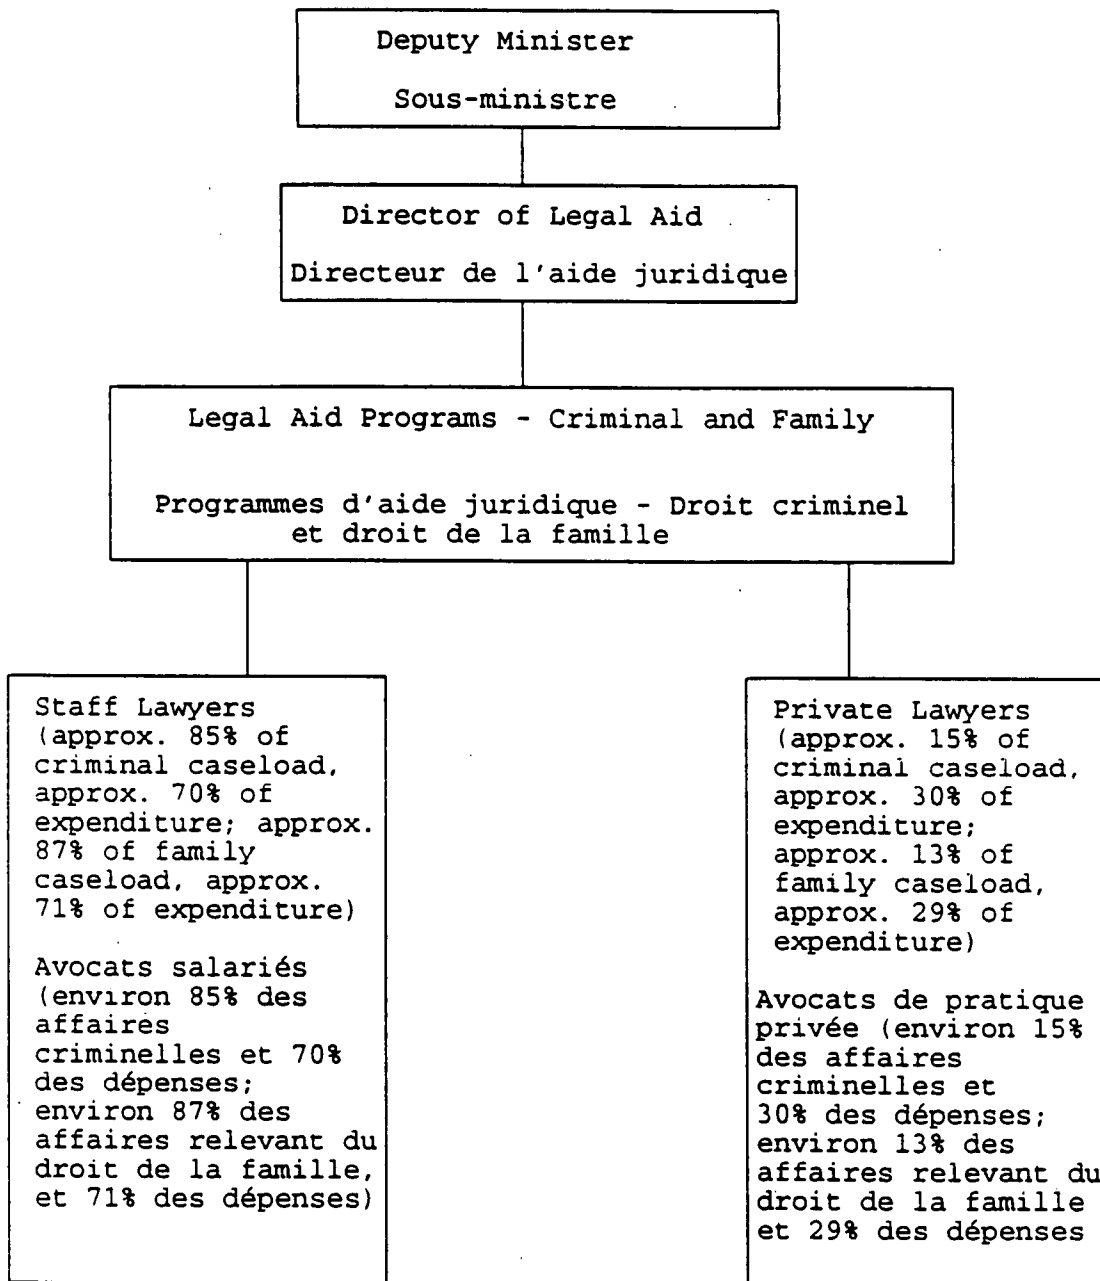 Deputy Minister
Sous-ministre
Director of Legal Aid
Directeur de l'aide juridique
Legal Aid Programs - Criminal and Family
Programmes d'aide juridique - Droit criminel
et droit de la famille
Staff Lawyers
(approx. 85% of
criminal caseload,
approx. 70% of
expenditure; approx.
87% of family
caseload, approx.
71% of expenditure)
Avocats salariés
(environ 85% des
affaires
criminelles et 70%
des dépenses;
environ 87% des
affaires relevant du
droit de la famille,
et 71% des dépenses)
Private Lawyers
(approx. 15% of
criminal caseload,
approx. 30% of
expenditure;
approx. 13% of
family caseload,
approx. 29% of
expenditure)
Avocats de pratique
privée (environ 15%
des affaires
criminelles et
30% des dépenses;
environ 13% des
affaires relevant du
droit de la famille
et 29% des dépenses